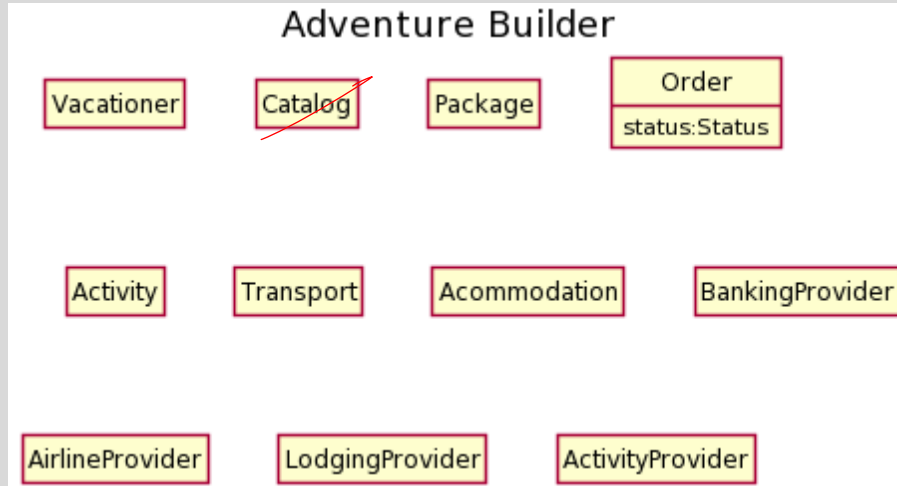 Adventure Builder
Vacationer
Catalog
Package
Order
status:Status
Activity
Transport
Acommodation
BankingProvider
AirlineProvider
LodgingProvider
ActivityProvider